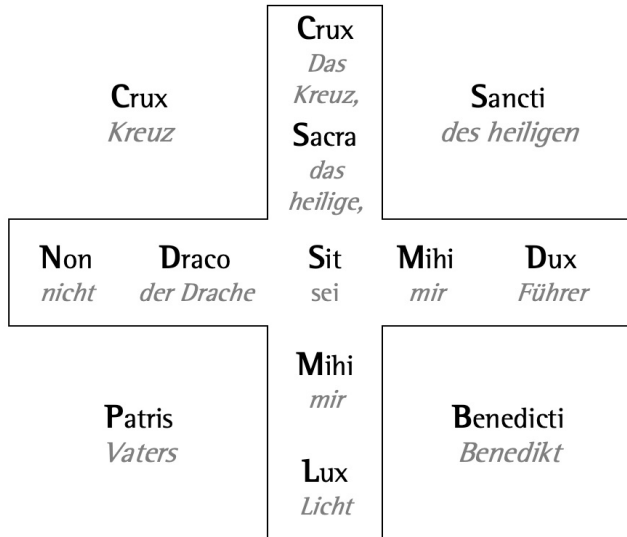 Crux
Das
Kreuz,
Crux
Kreuz
Sancti
des heiligen
Sacra
das
heilige,
Non Draco Sit Mihi Dux
nicht der Drache sei mir Führer
Mihi
mir
Patris
Vaters
Benedicti
Benedikt
Lux
Licht